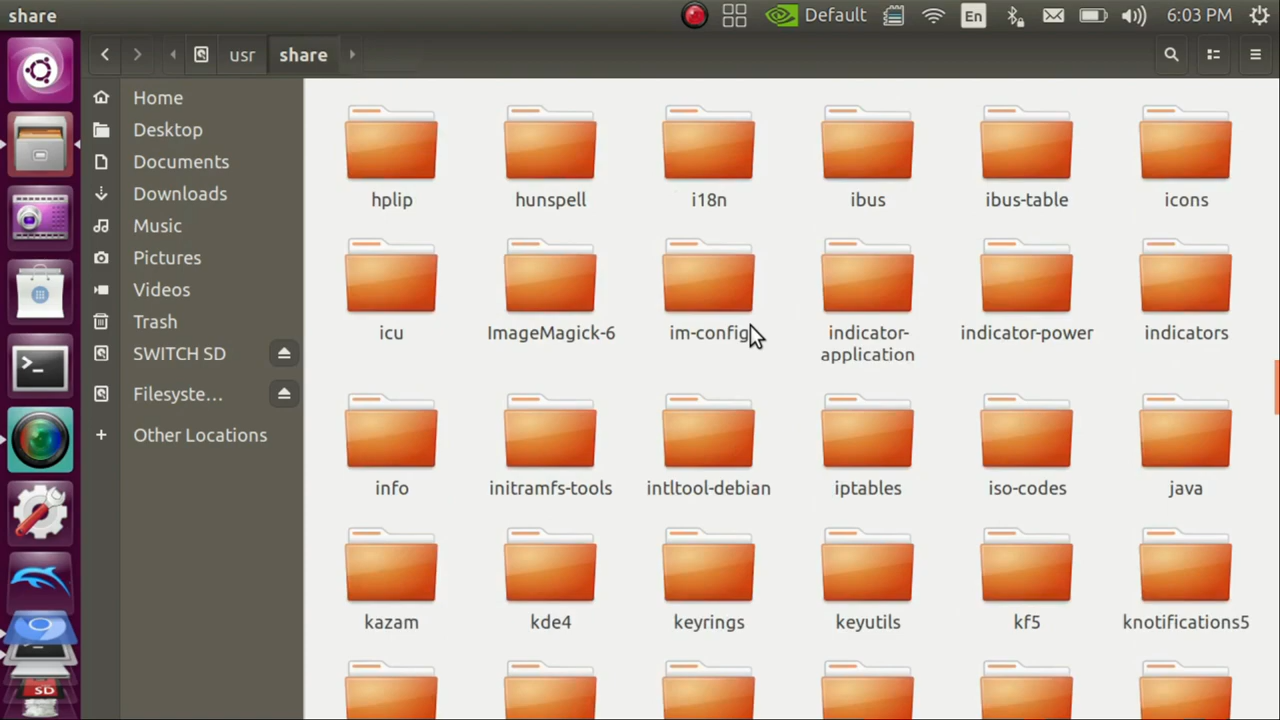 share
Default
En
6:03 PM
usr
share
Home
Desktop
Documents
Downloads
Music
Pictures
Videos
Trash
SWITCH SD
Filesyste...
Other Locations
SD
hplip
hunspell
i18n
ibus
ibus-table
icons
icu
ImageMagick-6
im-config
indicator-
application
indicator-power
indicators
info
initramfs-tools
intltool-debian
iptables
iso-codes
java
kazam
kde4
keyrings
keyutils
kf5
knotifications5